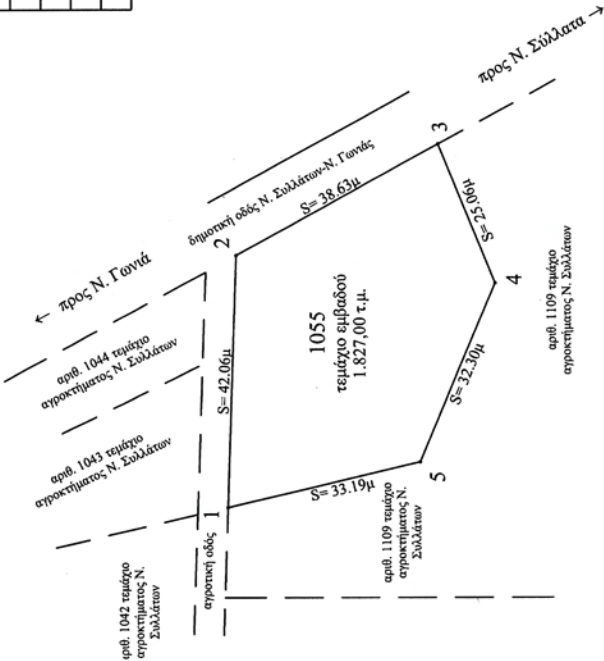 προς Ν. Σύλλατα →
← προς Ν. Γωνιά
δημοτική οδός Ν. Συλλάτων-Ν. Γωνιάς
αριθ. 1044 τεμάχιο
αγροκτήματος Ν. Συλλάτων
αριθ. 1043 τεμάχιο
αγροκτήματος Ν. Συλλάτων
1042 τεμάχιο
αγροκτήματος Ν.
Συλλάτων
αγροτική οδός
1
2
3
4
5
S= 42.06μ
S= 38.63μ
S= 25.06μ
S= 32.30μ
S= 33.19μ
1055
τεμάχιο εμβαδού
1.827,00 τ.μ.
αριθ. 1109 τεμάχιο
αγροκτήματος Ν.
Συλλάτων
αριθ. 1109 τεμάχιο
αγροκτήματος Ν. Συλλάτων